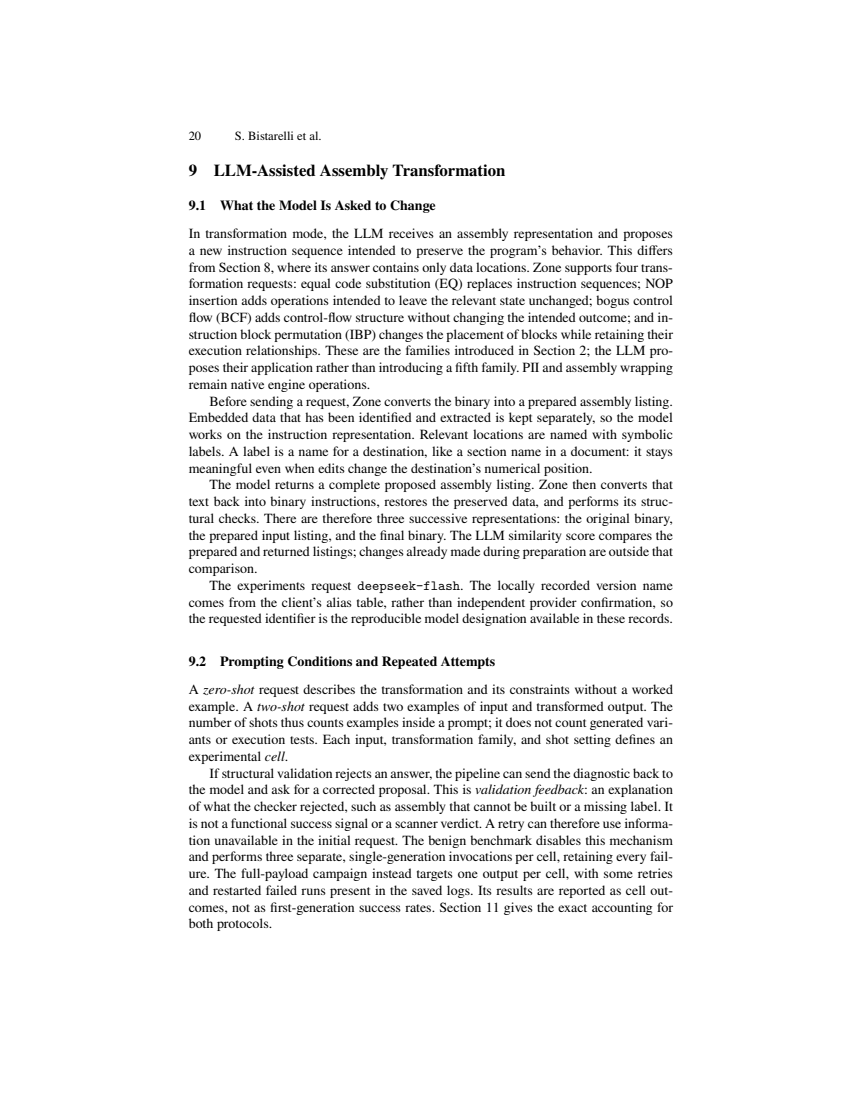 20 S. Bistarelli et al.
9 LLM-Assisted Assembly Transformation
9.1 What the Model Is Asked to Change
In transformation mode, the LLM receives an assembly representation and proposes
a new instruction sequence intended to preserve the program's behavior. This differs
from Section 8, where its answer contains only data locations. Zone supports four trans-
formation requests: equal code substitution (EQ) replaces instruction sequences; NOP
insertion adds operations intended to leave the relevant state unchanged; bogus control
flow (BCF) adds control-flow structure without changing the intended outcome; and in-
struction block permutation (IBP) changes the placement of blocks while retaining their
execution relationships. These are the families introduced in Section 2; the LLM pro-
poses their application rather than introducing a fifth family. PII and assembly wrapping
remain native engine operations.
Before sending a request, Zone converts the binary into a prepared assembly listing.
Embedded data that has been identified and extracted is kept separately, so the model
works on the instruction representation. Relevant locations are named with symbolic
labels. A label is a name for a destination, like a section name in a document: it stays
meaningful even when edits change the destination's numerical position.
The model returns a complete proposed assembly listing. Zone then converts that
text back into binary instructions, restores the preserved data, and performs its struc-
tural checks. There are therefore three successive representations: the original binary,
the prepared input listing, and the final binary. The LLM similarity score compares the
prepared and returned listings; changes already made during preparation are outside that
comparison.
The experiments request deepseek-flash. The locally recorded version name
comes from the client's alias table, rather than independent provider confirmation, so
the requested identifier is the reproducible model designation available in these records.
9.2 Prompting Conditions and Repeated Attempts
A zero-shot request describes the transformation and its constraints without a worked
example. A two-shot request adds two examples of input and transformed output. The
number of shots thus counts examples inside a prompt; it does not count generated vari-
ants or execution tests. Each input, transformation family, and shot setting defines an
experimental cell.
If structural validation rejects an answer, the pipeline can send the diagnostic back to
the model and ask for a corrected proposal. This is validation feedback: an explanation
of what the checker rejected, such as assembly that cannot be built or a missing label. It
is not a functional success signal or a scanner verdict. A retry can therefore use informa-
tion unavailable in the initial request. The benign benchmark disables this mechanism
and performs three separate, single-generation invocations per cell, retaining every fail-
ure. The full-payload campaign instead targets one output per cell, with some retries
and restarted failed runs present in the saved logs. Its results are reported as cell out-
comes, not as first-generation success rates. Section 11 gives the exact accounting for
both protocols.